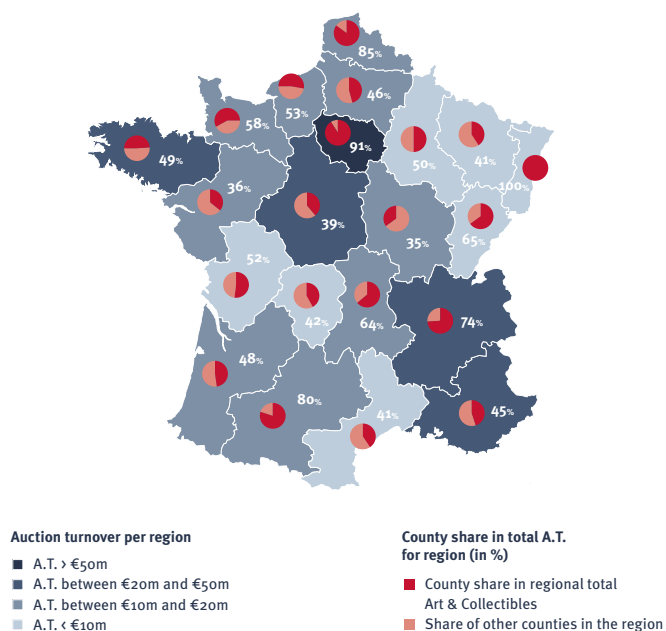 85%
46%
53%
58%
91%
49%
50%
41%
100%
36%
39%
35%
65%
52%
42%
64%
74%
48%
80%
41%
45%
Auction turnover per region
A.T. > €50m
A.T. between €20m and €50m
A.T. between €10m and €20m
A.T. < €10m
County share in total A.T.
for region (in %)
County share in regional total
Art & Collectibles
Share of other counties in the region